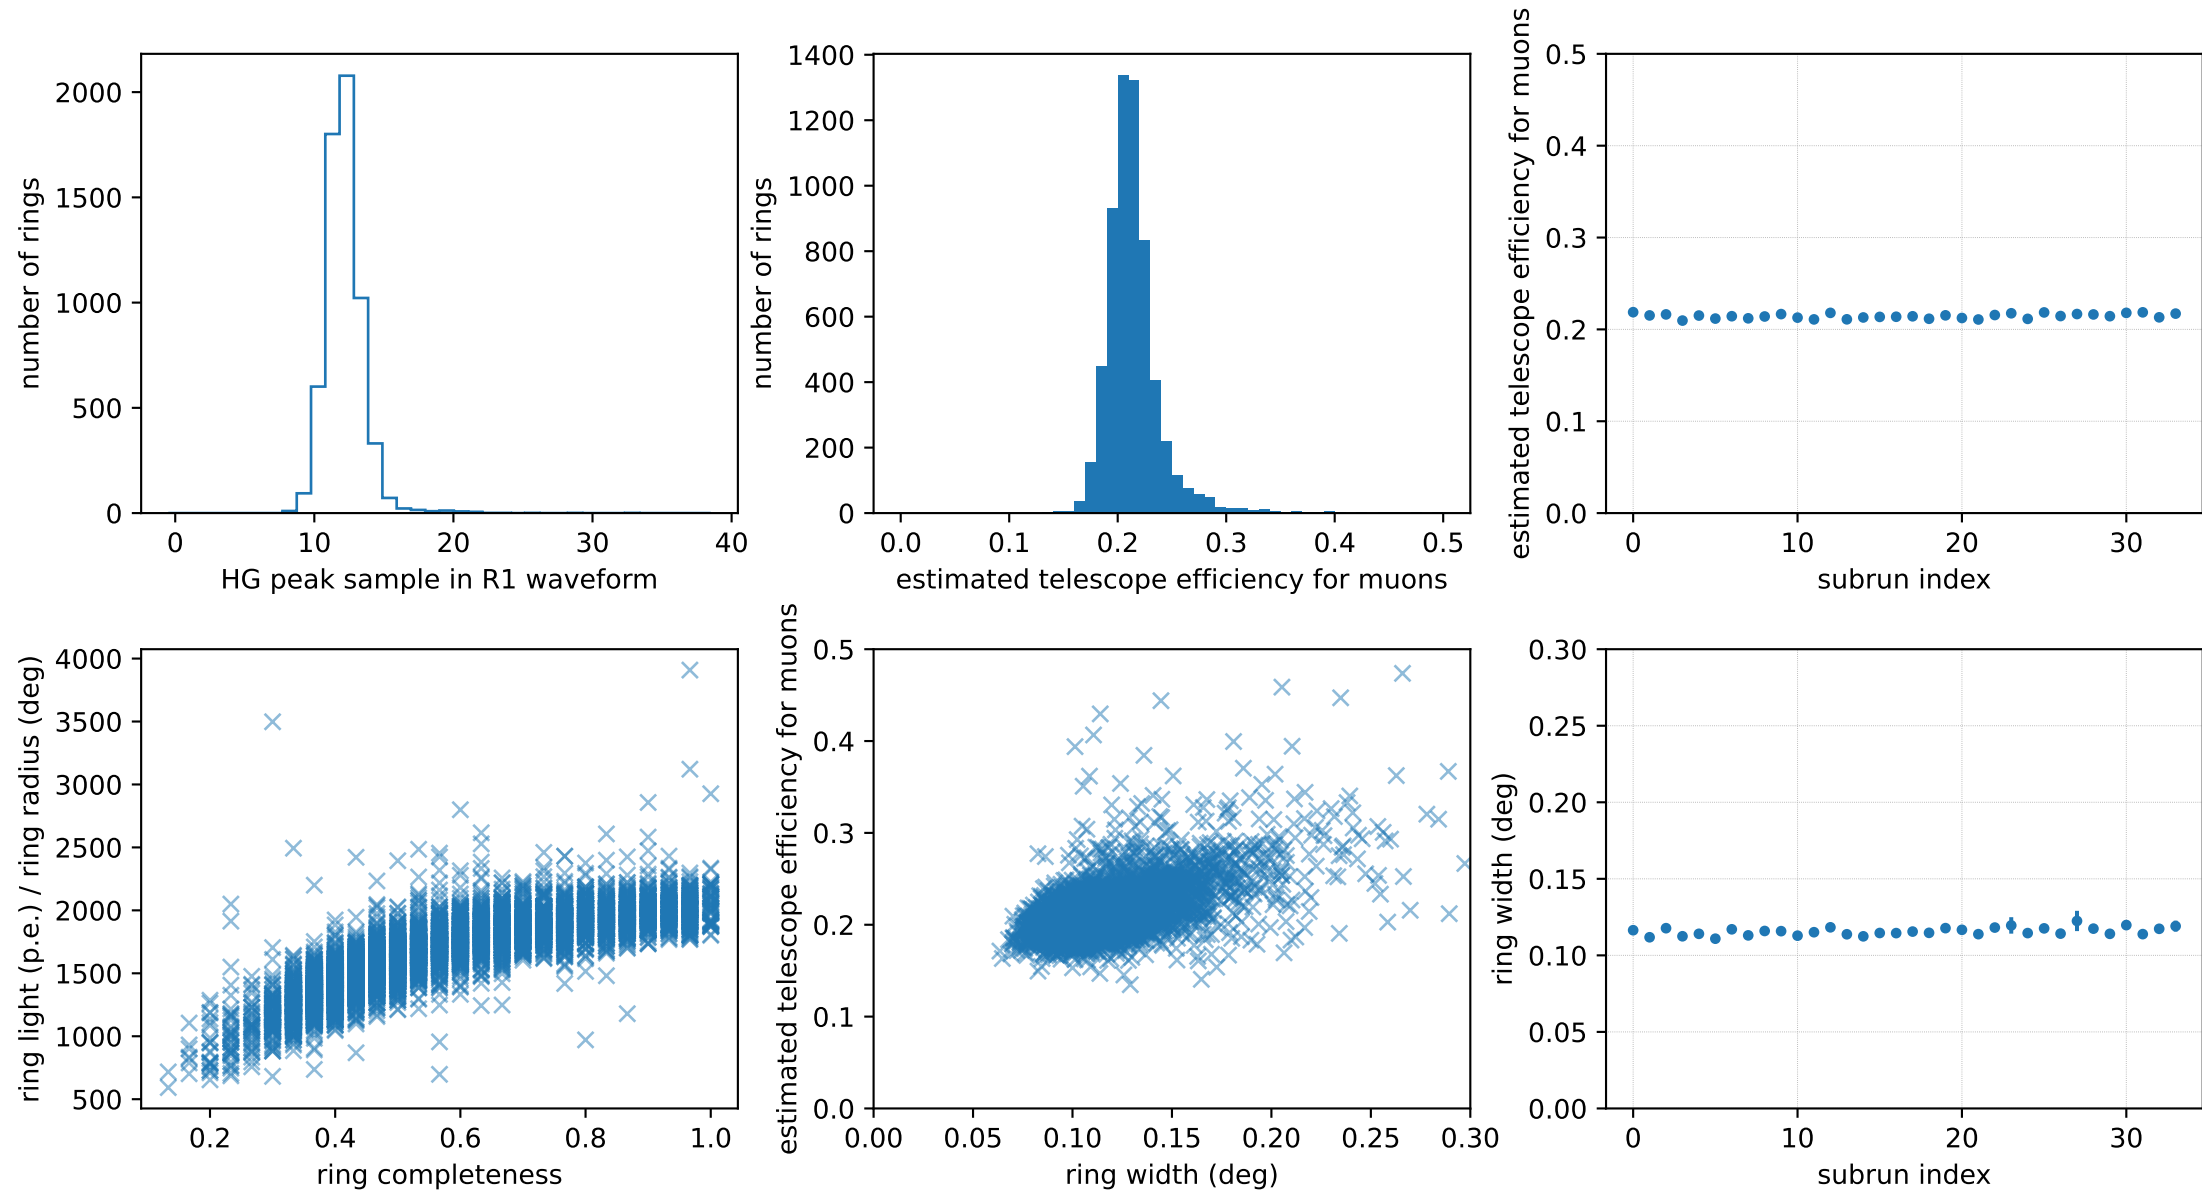 2000
1500
1000
500
0
number of rings
0 10 20 30 40
HG peak sample in R1 waveform
1400
1200
1000
800
600
400
200
0
number of rings
0.0 0.1 0.2 0.3 0.4 0.5
estimated telescope efficiency for muons
0.5
0.4
0.3
0.2
0.1
0.0
estimated telescope efficiency for muons
0 10 20 30
subrun index
4000
3500
3000
2500
2000
1500
1000
500
ring light (p.e.) / ring radius (deg)
0.2 0.4 0.6 0.8 1.0
ring completeness
0.5
0.4
0.3
0.2
0.1
0.0
estimated telescope efficiency for muons
0.00 0.05 0.10 0.15 0.20 0.25 0.30
ring width (deg)
0.30
0.25
0.20
0.15
0.10
0.05
0.00
ring width (deg)
0 10 20 30
subrun index